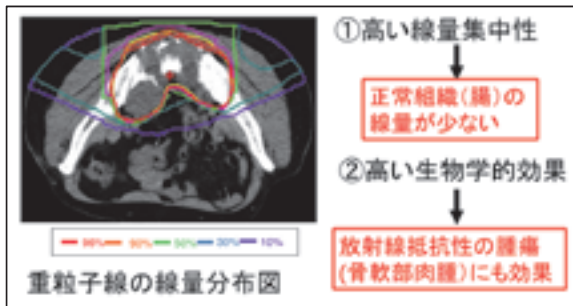 ①高い線量集中性
正常組織(腸)の
線量が少ない
②高い生物学的効果
放射線抵抗性の腫瘍
(骨軟部肉腫)にも効果
96% 90% 50% 30% 10%
重粒子線の線量分布図